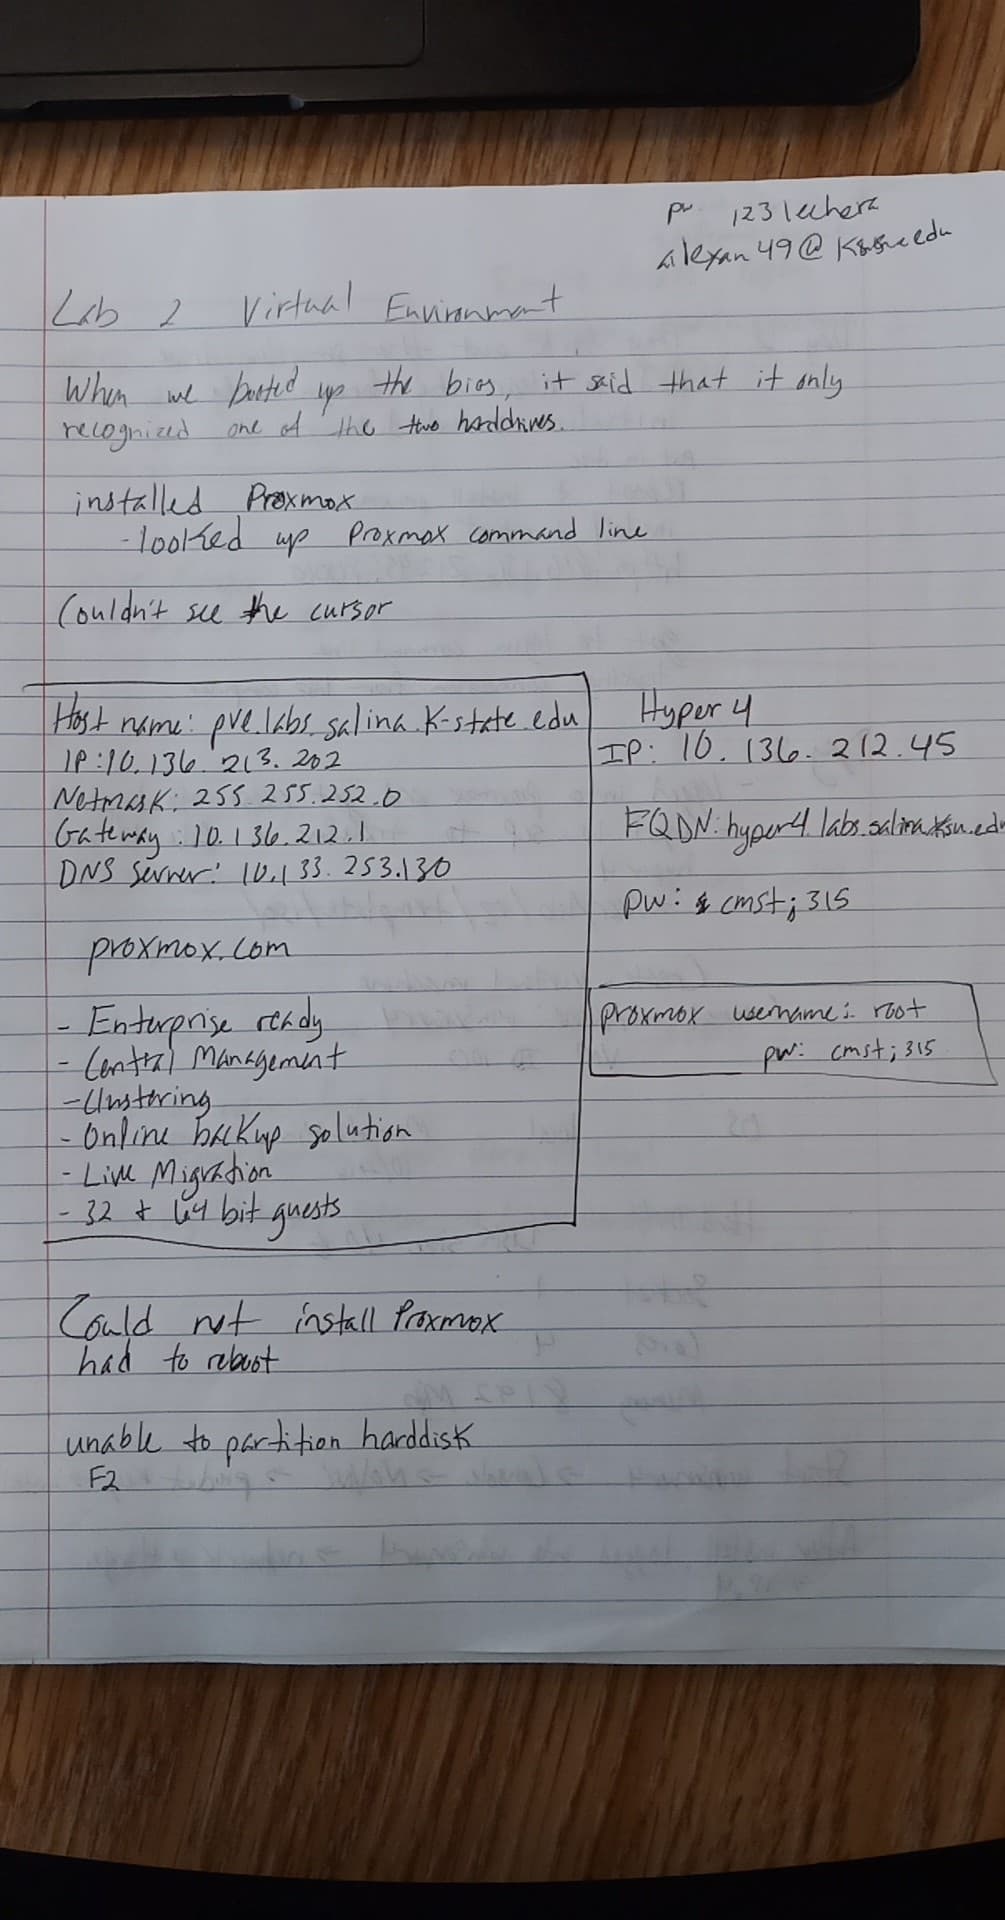 pw 123lechera
alexan49@ksu.edu
Lab 2 Virtual Environment
When we booted up the bios, it said that it only
recognized one of the two harddrives.
installed Proxmox
- looked up Proxmox command line
Couldn't see the cursor
Host name: pve.labs.salina.k-state.edu
IP: 10.136.213.202
Netmask: 255.255.252.0
Gateway: 10.136.212.1
DNS Server: 10.133.253.130
proxmox.com
- Enterprise ready
- Central Management
- Clustering
- Online backup solution
- Live Migration
- 32 & 64 bit guests
Hyper 4
IP: 10.136.212.45
FQDN: hyper4.labs.salina.ksu.edu
pw: cmst;315
proxmox username: root
pw: cmst;315
Could not install Proxmox
had to reboot
unable to partition harddisk
F2